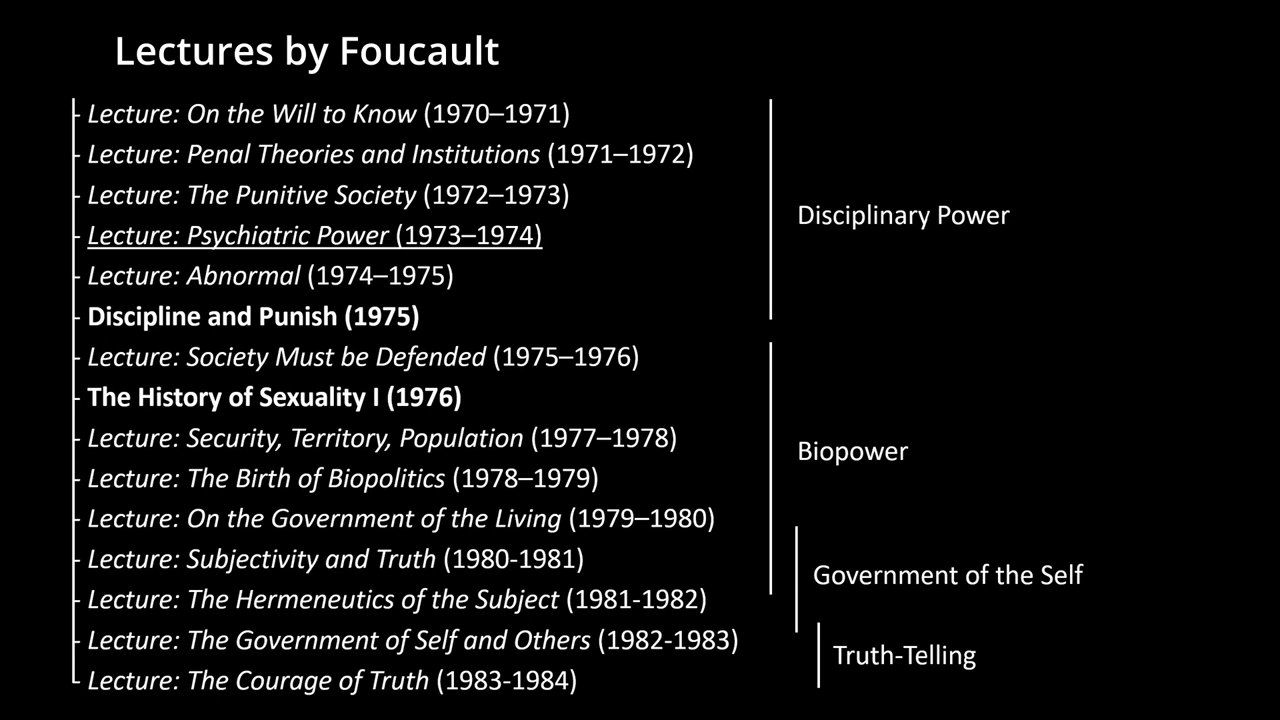 Lectures by Foucault
Lecture: On the Will to Know (1970–1971)
Lecture: Penal Theories and Institutions (1971–1972)
Lecture: The Punitive Society (1972–1973)
Lecture: Psychiatric Power (1973–1974)
Lecture: Abnormal (1974–1975)
Discipline and Punish (1975)
Lecture: Society Must be Defended (1975–1976)
The History of Sexuality I (1976)
Lecture: Security, Territory, Population (1977–1978)
Lecture: The Birth of Biopolitics (1978–1979)
Lecture: On the Government of the Living (1979–1980)
Lecture: Subjectivity and Truth (1980-1981)
Lecture: The Hermeneutics of the Subject (1981-1982)
Lecture: The Government of Self and Others (1982-1983)
Lecture: The Courage of Truth (1983-1984)
Disciplinary Power
Biopower
Government of the Self
Truth-Telling